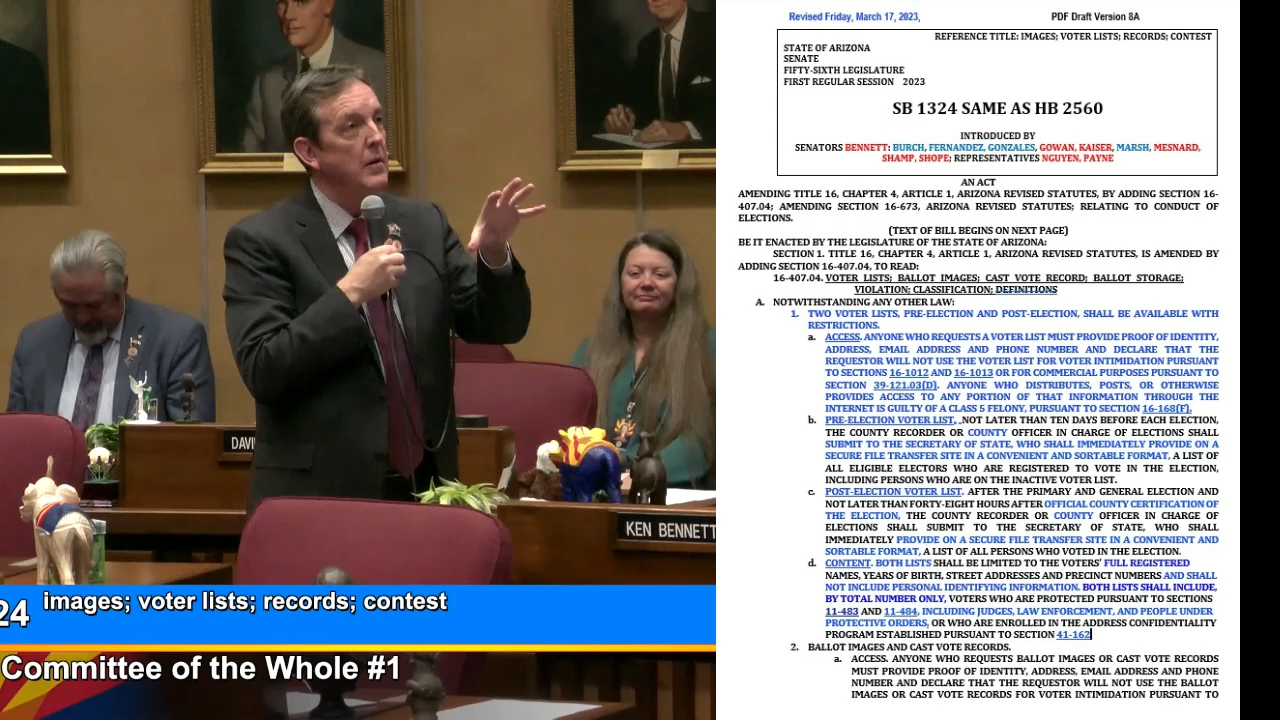 DAVI
KEN BENNETT
24 images; voter lists; records; contest
Committee of the Whole #1
Revised Friday, March 17, 2023,
PDF Draft Version 8A
REFERENCE TITLE: IMAGES; VOTER LISTS; RECORDS; CONTEST
STATE OF ARIZONA
SENATE
FIFTY-SIXTH LEGISLATURE
FIRST REGULAR SESSION 2023
SB 1324 SAME AS HB 2560
INTRODUCED BY
SENATORS BENNETT: BURCH, FERNANDEZ, GONZALES, GOWAN, KAISER, MARSH, MESNARD,
SHAMP, SHOPE; REPRESENTATIVES NGUYEN, PAYNE
AN ACT
AMENDING TITLE 16, CHAPTER 4, ARTICLE 1, ARIZONA REVISED STATUTES, BY ADDING SECTION 16-
407.04; AMENDING SECTION 16-673, ARIZONA REVISED STATUTES; RELATING TO CONDUCT OF
ELECTIONS.
(TEXT OF BILL BEGINS ON NEXT PAGE)
BE IT ENACTED BY THE LEGISLATURE OF THE STATE OF ARIZONA:
SECTION 1. TITLE 16, CHAPTER 4, ARTICLE 1, ARIZONA REVISED STATUTES, IS AMENDED BY
ADDING SECTION 16-407.04, TO READ:
16-407.04. VOTER LISTS; BALLOT IMAGES; CAST VOTE RECORD; BALLOT STORAGE;
VIOLATION; CLASSIFICATION; DEFINITIONS
A. NOTWITHSTANDING ANY OTHER LAW:
1. TWO VOTER LISTS, PRE-ELECTION AND POST-ELECTION, SHALL BE AVAILABLE WITH
RESTRICTIONS.
a. ACCESS. ANYONE WHO REQUESTS A VOTER LIST MUST PROVIDE PROOF OF IDENTITY,
ADDRESS, EMAIL ADDRESS AND PHONE NUMBER AND DECLARE THAT THE
REQUESTOR WILL NOT USE THE VOTER LIST FOR VOTER INTIMIDATION PURSUANT
TO SECTIONS 16-1012 AND 16-1013 OR FOR COMMERCIAL PURPOSES PURSUANT TO
SECTION 39-121.03(D). ANYONE WHO DISTRIBUTES, POSTS, OR OTHERWISE
PROVIDES ACCESS TO ANY PORTION OF THAT INFORMATION THROUGH THE
INTERNET IS GUILTY OF A CLASS 5 FELONY, PURSUANT TO SECTION 16-168(F).
b. PRE-ELECTION VOTER LIST. NOT LATER THAN TEN DAYS BEFORE EACH ELECTION,
THE COUNTY RECORDER OR COUNTY OFFICER IN CHARGE OF ELECTIONS SHALL
SUBMIT TO THE SECRETARY OF STATE, WHO SHALL IMMEDIATELY PROVIDE ON A
SECURE FILE TRANSFER SITE IN A CONVENIENT AND SORTABLE FORMAT, A LIST OF
ALL ELIGIBLE ELECTORS WHO ARE REGISTERED TO VOTE IN THE ELECTION,
INCLUDING PERSONS WHO ARE ON THE INACTIVE VOTER LIST.
c. POST-ELECTION VOTER LIST. AFTER THE PRIMARY AND GENERAL ELECTION AND
NOT LATER THAN FORTY-EIGHT HOURS AFTER OFFICIAL COUNTY CERTIFICATION OF
THE ELECTION, THE COUNTY RECORDER OR COUNTY OFFICER IN CHARGE OF
ELECTIONS SHALL SUBMIT TO THE SECRETARY OF STATE, WHO SHALL
IMMEDIATELY PROVIDE ON A SECURE FILE TRANSFER SITE IN A CONVENIENT AND
SORTABLE FORMAT, A LIST OF ALL PERSONS WHO VOTED IN THE ELECTION.
d. CONTENT. BOTH LISTS SHALL BE LIMITED TO THE VOTERS' FULL REGISTERED
NAMES, YEARS OF BIRTH, STREET ADDRESSES AND PRECINCT NUMBERS AND SHALL
NOT INCLUDE PERSONAL IDENTIFYING INFORMATION. BOTH LISTS SHALL INCLUDE,
BY TOTAL NUMBER ONLY, VOTERS WHO ARE PROTECTED PURSUANT TO SECTIONS
11-483 AND 11-484, INCLUDING JUDGES, LAW ENFORCEMENT, AND PEOPLE UNDER
PROTECTIVE ORDERS, OR WHO ARE ENROLLED IN THE ADDRESS CONFIDENTIALITY
PROGRAM ESTABLISHED PURSUANT TO SECTION 41-162
2. BALLOT IMAGES AND CAST VOTE RECORDS.
a. ACCESS. ANYONE WHO REQUESTS BALLOT IMAGES OR CAST VOTE RECORDS
MUST PROVIDE PROOF OF IDENTITY, ADDRESS, EMAIL ADDRESS AND PHONE
NUMBER AND DECLARE THAT THE REQUESTOR WILL NOT USE THE BALLOT
IMAGES OR CAST VOTE RECORDS FOR VOTER INTIMIDATION PURSUANT TO